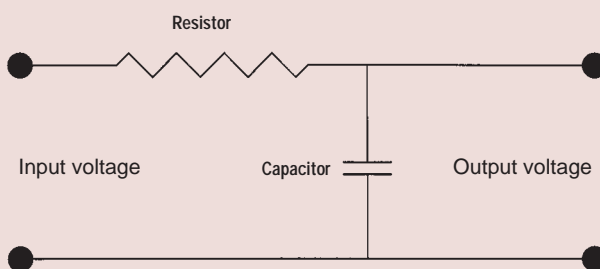 Resistor
Input voltage
Capacitor
Output voltage